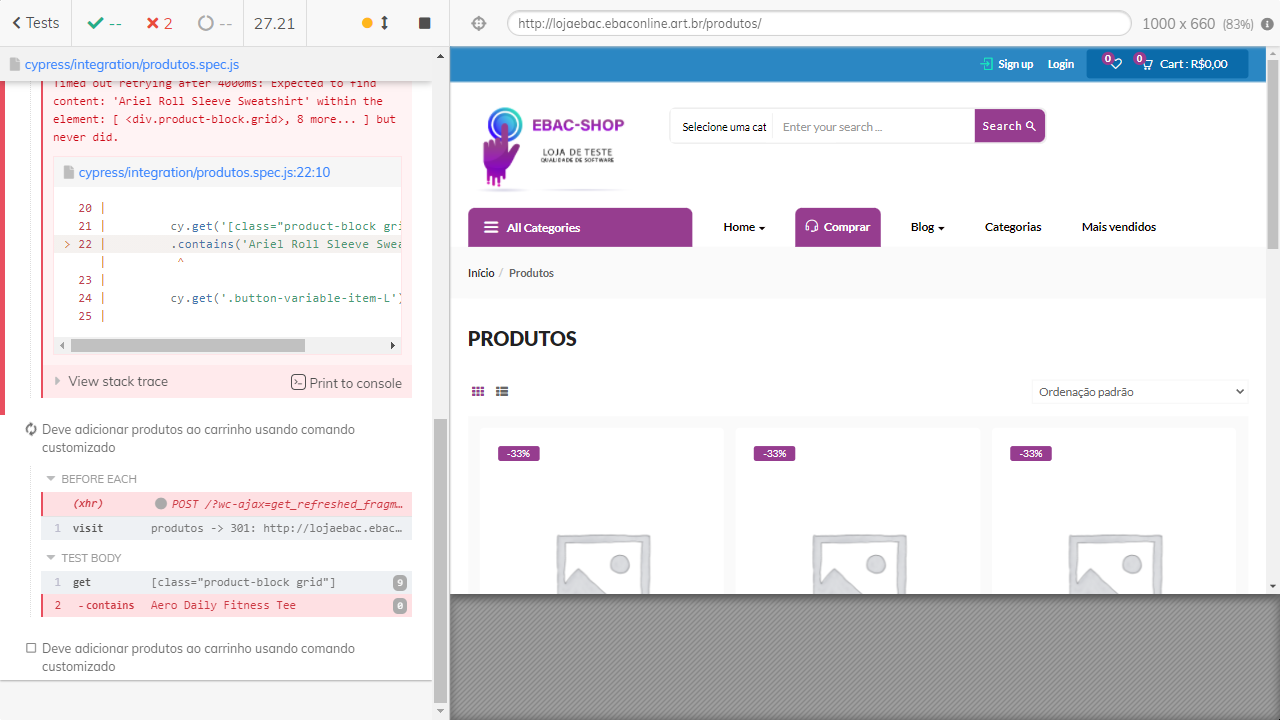 Tests
--
2
--
27.21
http://lojaebac.ebaconline.art.br/produtos/
1000 x 660 (83%)
cypress/integration/produtos.spec.js
Timed out retrying after 4000ms: Expected to find
content: 'Ariel Roll Sleeve Sweatshirt' within the
element: [ <div.product-block.grid>, 8 more... ] but
never did.
cypress/integration/produtos.spec.js:22:10
20 |
21 | cy.get('[class="product-block gri
> 22 | .contains('Ariel Roll Sleeve Swea
| ^
23 |
24 | cy.get('.button-variable-item-L')
25 |
View stack trace
Print to console
Deve adicionar produtos ao carrinho usando comando
customizado
BEFORE EACH
(xhr) POST /?wc-ajax=get_refreshed_fragm…
1 visit produtos -> 301: http://lojaebac.ebac…
TEST BODY
1 get [class="product-block grid"] 9
2 -contains Aero Daily Fitness Tee 0
Deve adicionar produtos ao carrinho usando comando
customizado
Sign up
Login
0
0
Cart : R$0,00
EBAC-SHOP
LOJA DE TESTE
QUALIDADE DE SOFTWARE
Selecione uma cat
Enter your search ...
Search
All Categories
Home
Comprar
Blog
Categorias
Mais vendidos
Início / Produtos
PRODUTOS
Ordenação padrão
-33%
-33%
-33%